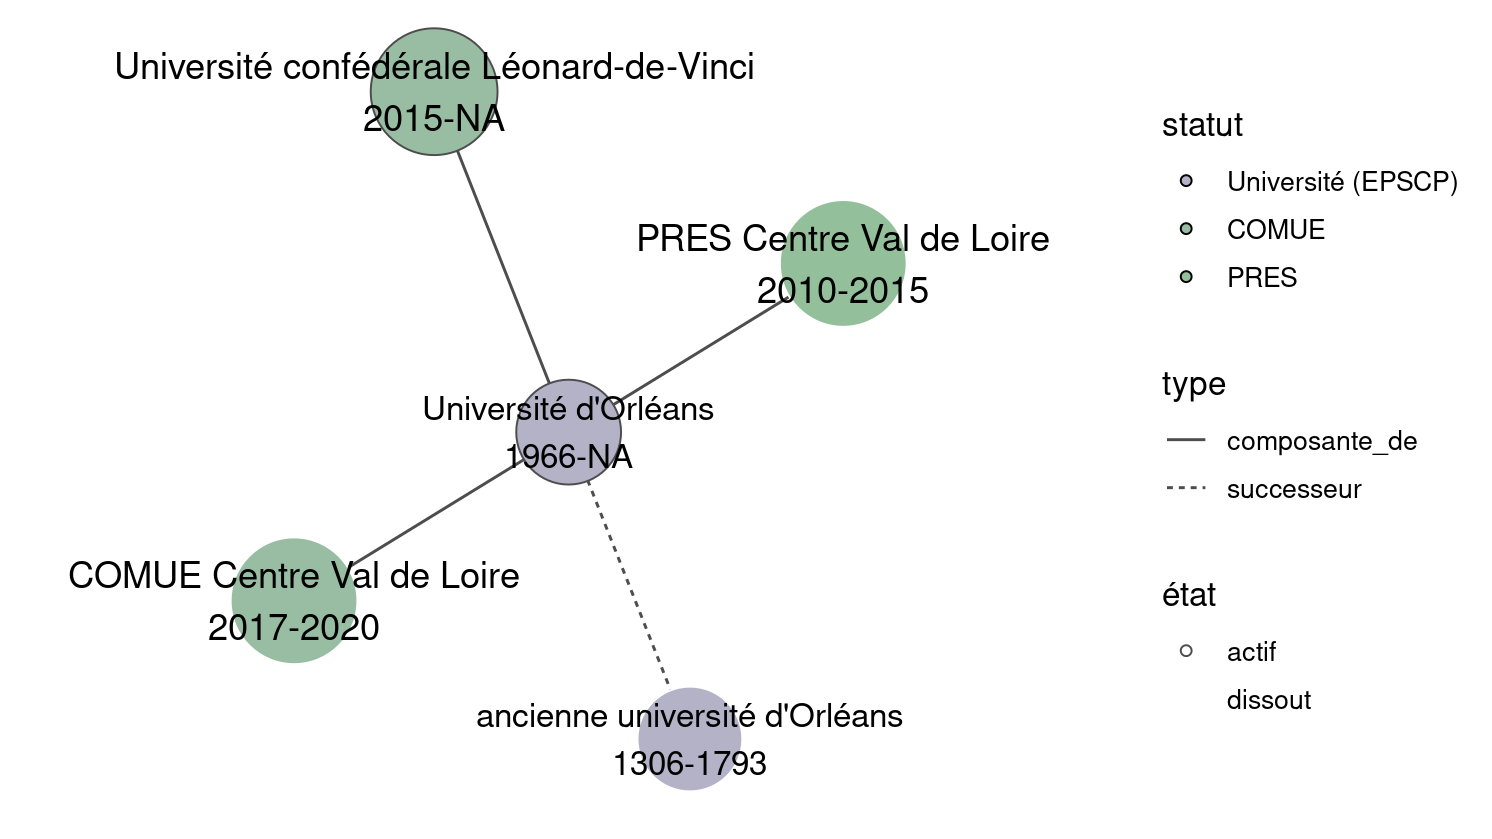 Université confédérale Léonard-de-Vinci
2015-NA
PRES Centre Val de Loire
2010-2015
Université d'Orléans
1966-NA
COMUE Centre Val de Loire
2017-2020
ancienne université d'Orléans
1306-1793
statut
Université (EPSCP)
COMUE
PRES
type
composante_de
successeur
état
actif
dissout